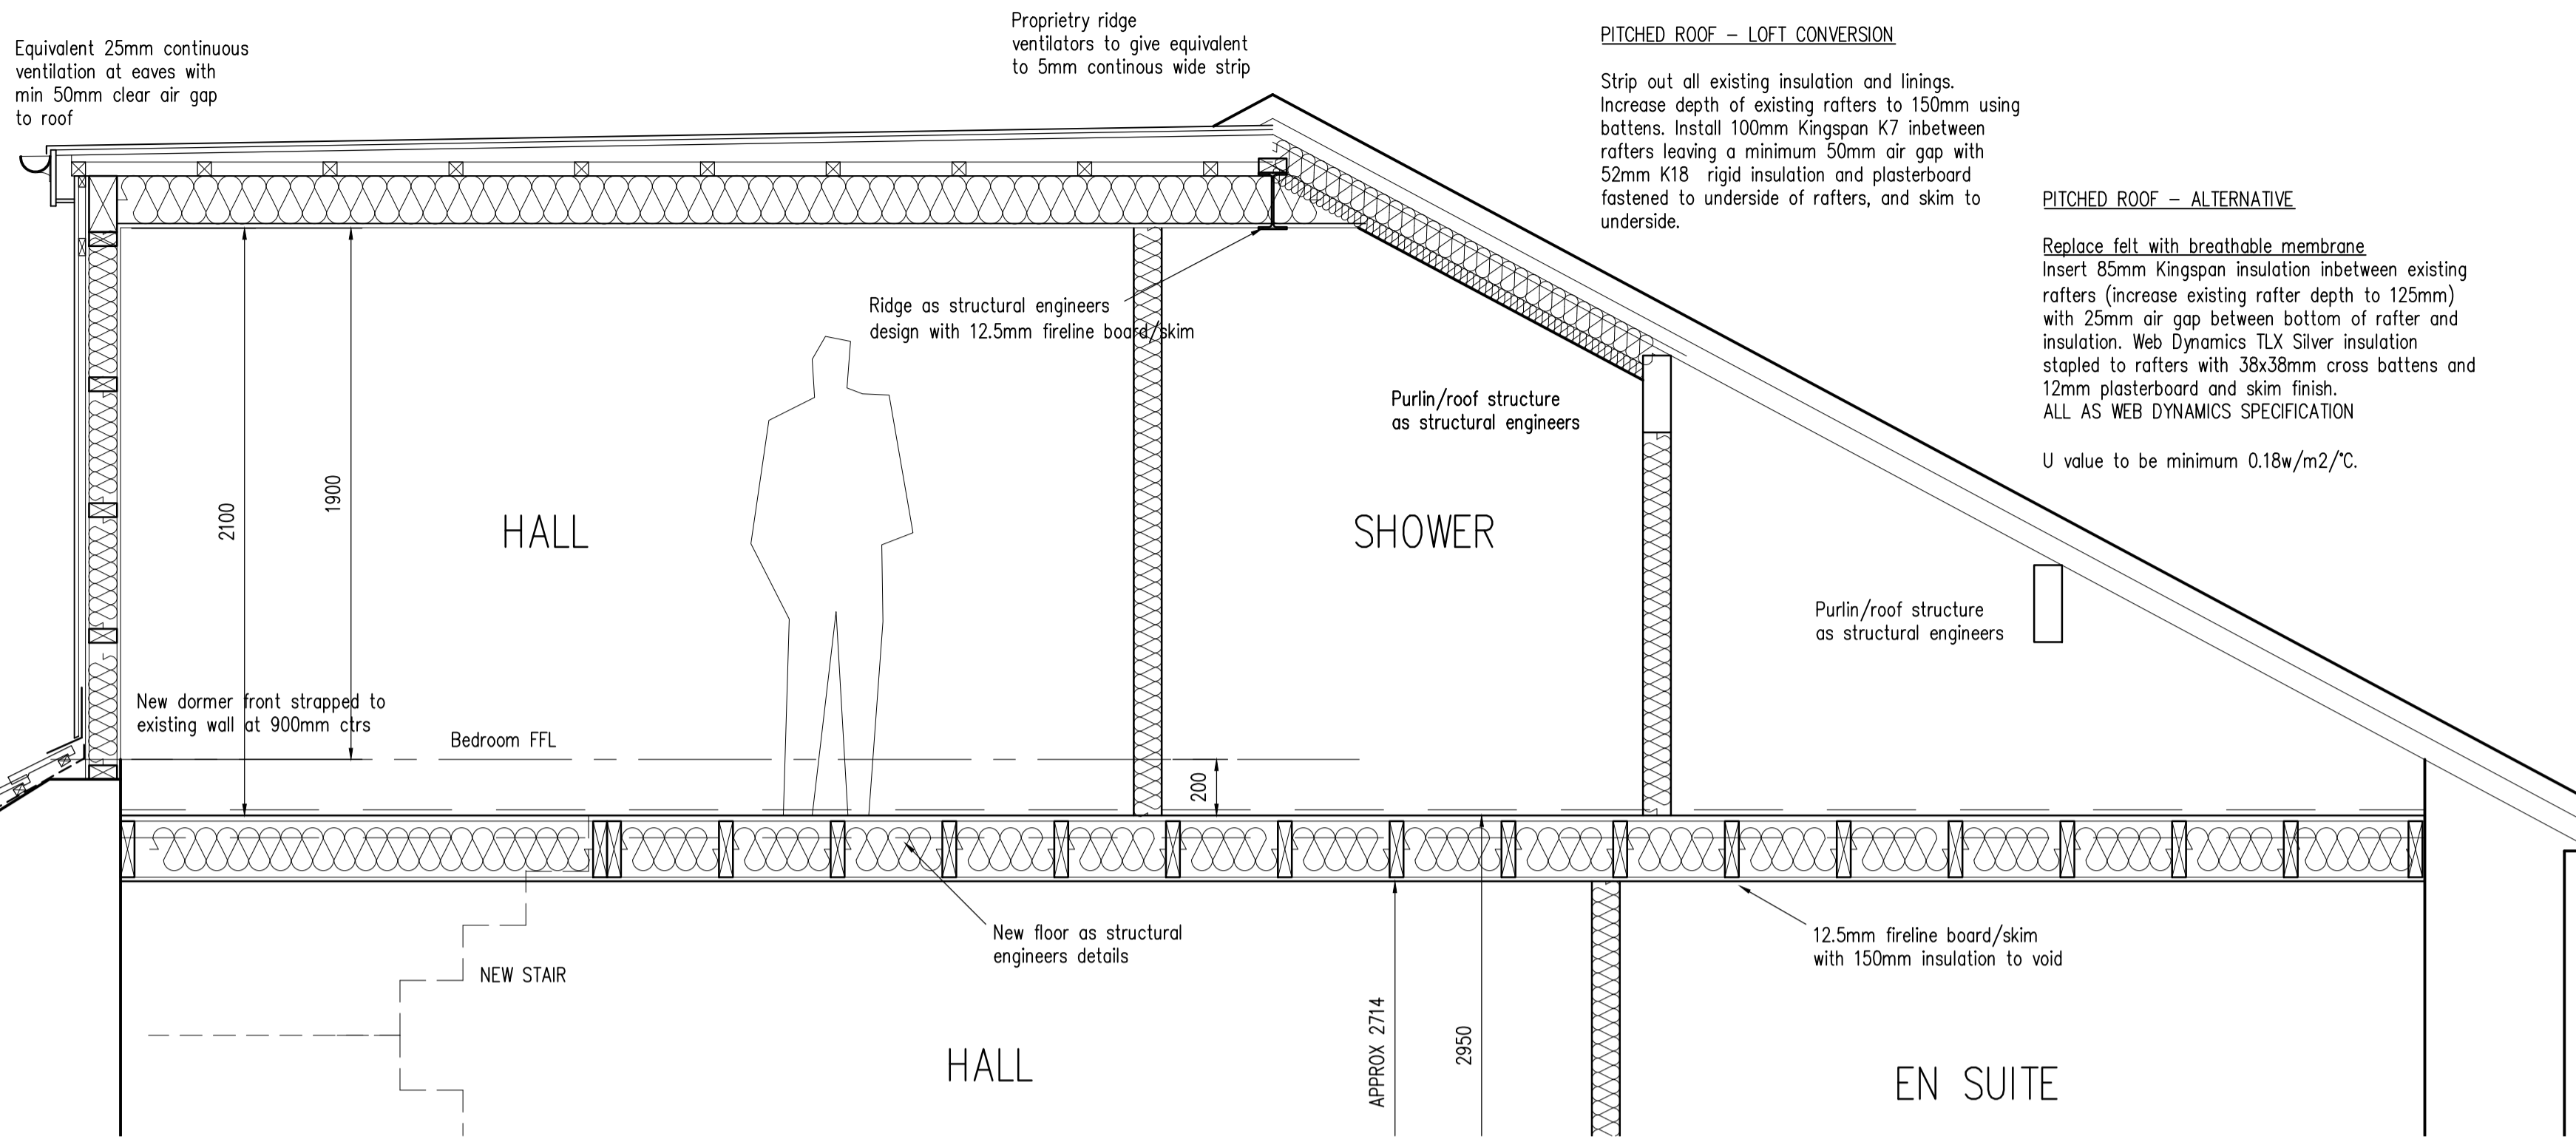 Equivalent 25mm continuous
ventilation at eaves with
min 50mm clear air gap
to roof
Proprietry ridge
ventilators to give equivalent
to 5mm continous wide strip
PITCHED ROOF – LOFT CONVERSION
Strip out all existing insulation and linings.
Increase depth of existing rafters to 150mm using
battens. Install 100mm Kingspan K7 inbetween
rafters leaving a minimum 50mm air gap with
52mm K18 rigid insulation and plasterboard
fastened to underside of rafters, and skim to
underside.
PITCHED ROOF – ALTERNATIVE
Replace felt with breathable membrane
Insert 85mm Kingspan insulation inbetween existing
rafters (increase existing rafter depth to 125mm)
with 25mm air gap between bottom of rafter and
insulation. Web Dynamics TLX Silver insulation
stapled to rafters with 38x38mm cross battens and
12mm plasterboard and skim finish.
ALL AS WEB DYNAMICS SPECIFICATION
U value to be minimum 0.18w/m2/°C.
Ridge as structural engineers
design with 12.5mm fireline board/skim
Purlin/roof structure
as structural engineers
2100
1900
HALL
SHOWER
Purlin/roof structure
as structural engineers
New dormer front strapped to
existing wall at 900mm ctrs
Bedroom FFL
200
New floor as structural
engineers details
12.5mm fireline board/skim
with 150mm insulation to void
NEW STAIR
APPROX 2714
2950
HALL
EN SUITE